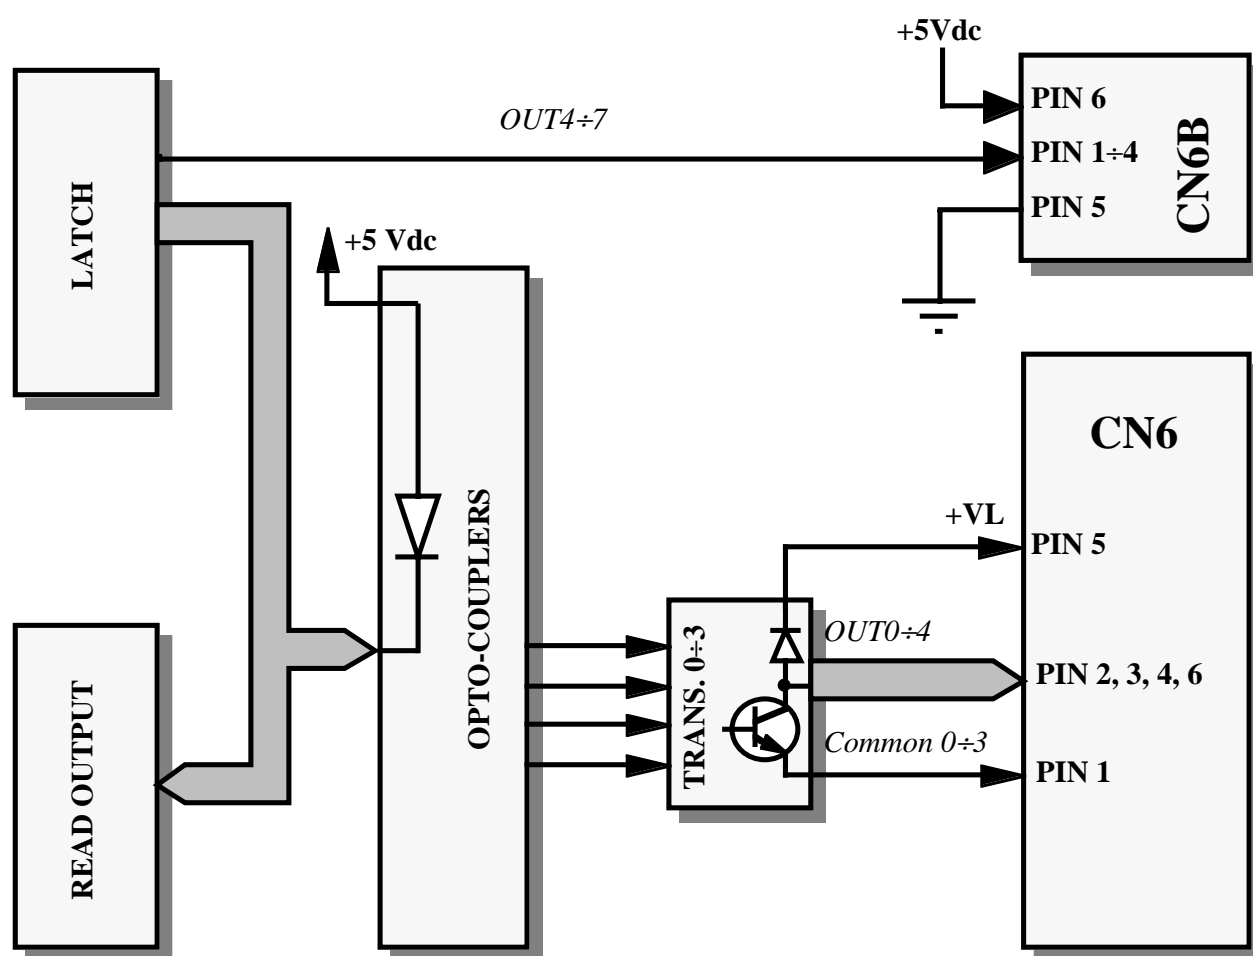 +5Vdc
PIN 6
OUT4÷7
PIN 1÷4
CN6B
PIN 5
LATCH
+5 Vdc
CN6
OPTO-COUPLERS
+VL
PIN 5
TRANS. 0÷3
OUT0÷4
PIN 2, 3, 4, 6
READ OUTPUT
Common 0÷3
PIN 1